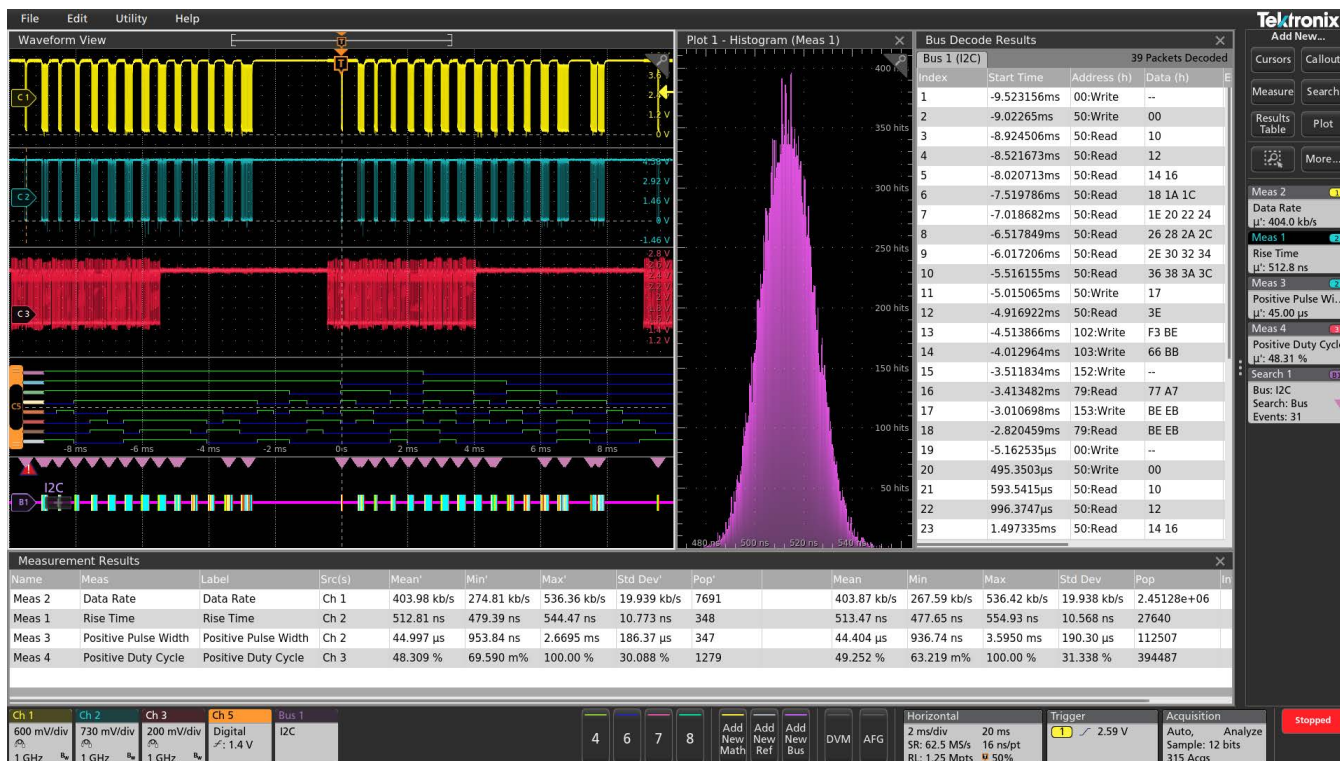 File Edit Utility Help
Tektronix
Add New...
Waveform View
Plot 1 - Histogram (Meas 1)
Bus Decode Results
Cursors Callout
Measure Search
Results Table Plot
More...
C1
3.6
1.2 V
0 V
C2
2.92 V
1.46 V
0 V
-1.46 V
C3
2.8 V
-1.2 V
C5
-8 ms -6 ms -4 ms -2 ms 0s 2 ms 4 ms 6 ms 8 ms
I2C
B1
350 hits
300 hits
250 hits
200 hits
150 hits
100 hits
50 hits
480 ns 500 ns 520 ns 540 ns
Bus 1 (I2C) 39 Packets Decoded
Index Start Time Address (h) Data (h) E
1 -9.523156ms 00:Write --
2 -9.02265ms 50:Write 00
3 -8.924506ms 50:Read 10
4 -8.521673ms 50:Read 12
5 -8.020713ms 50:Read 14 16
6 -7.519786ms 50:Read 18 1A 1C
7 -7.018682ms 50:Read 1E 20 22 24
8 -6.517849ms 50:Read 26 28 2A 2C
9 -6.017206ms 50:Read 2E 30 32 34
10 -5.516155ms 50:Read 36 38 3A 3C
11 -5.015065ms 50:Write 17
12 -4.916922ms 50:Read 3E
13 -4.513866ms 102:Write F3 BE
14 -4.012964ms 103:Write 66 BB
15 -3.511834ms 152:Write --
16 -3.413482ms 79:Read 77 A7
17 -3.010698ms 153:Write BE EB
18 -2.820459ms 79:Read BE EB
19 -5.162535µs 00:Write --
20 495.3503µs 50:Write 00
21 593.5415µs 50:Read 10
22 996.3747µs 50:Read 12
23 1.497335ms 50:Read 14 16
Meas 2
Data Rate
µ': 404.0 kb/s
Meas 1
Rise Time
µ': 512.8 ns
Meas 3
Positive Pulse Wi...
µ': 45.00 µs
Meas 4
Positive Duty Cycle
µ': 48.31 %
Search 1
Bus: I2C
Search: Bus
Events: 31
Measurement Results
Name Meas Label Src(s) Mean' Min' Max' Std Dev' Pop' Mean Min Max Std Dev Pop In
Meas 2 Data Rate Data Rate Ch 1 403.98 kb/s 274.81 kb/s 536.36 kb/s 19.939 kb/s 7691 403.87 kb/s 267.59 kb/s 536.42 kb/s 19.938 kb/s 2.45128e+06
Meas 1 Rise Time Rise Time Ch 2 512.81 ns 479.39 ns 544.47 ns 10.773 ns 348 513.47 ns 477.65 ns 554.93 ns 10.568 ns 27640
Meas 3 Positive Pulse Width Positive Pulse Width Ch 2 44.997 µs 953.84 ns 2.6695 ms 186.37 µs 347 44.404 µs 936.74 ns 3.5950 ms 190.30 µs 112507
Meas 4 Positive Duty Cycle Positive Duty Cycle Ch 3 48.309 % 69.590 m% 100.00 % 30.088 % 1279 49.252 % 63.219 m% 100.00 % 31.338 % 394487
Ch 1 Ch 2 Ch 3 Ch 5 Bus 1
600 mV/div 730 mV/div 200 mV/div Digital I2C
1.4 V
1 GHz 1 GHz 1 GHz
4 6 7 8
Add New Math
Add New Ref
Add New Bus
DVM AFG
Horizontal
2 ms/div 20 ms
SR: 62.5 MS/s 16 ns/pt
RL: 1.25 Mpts 50%
Trigger
1 2.59 V
Acquisition
Auto, Analyze
Sample: 12 bits
315 Acqs
Stopped